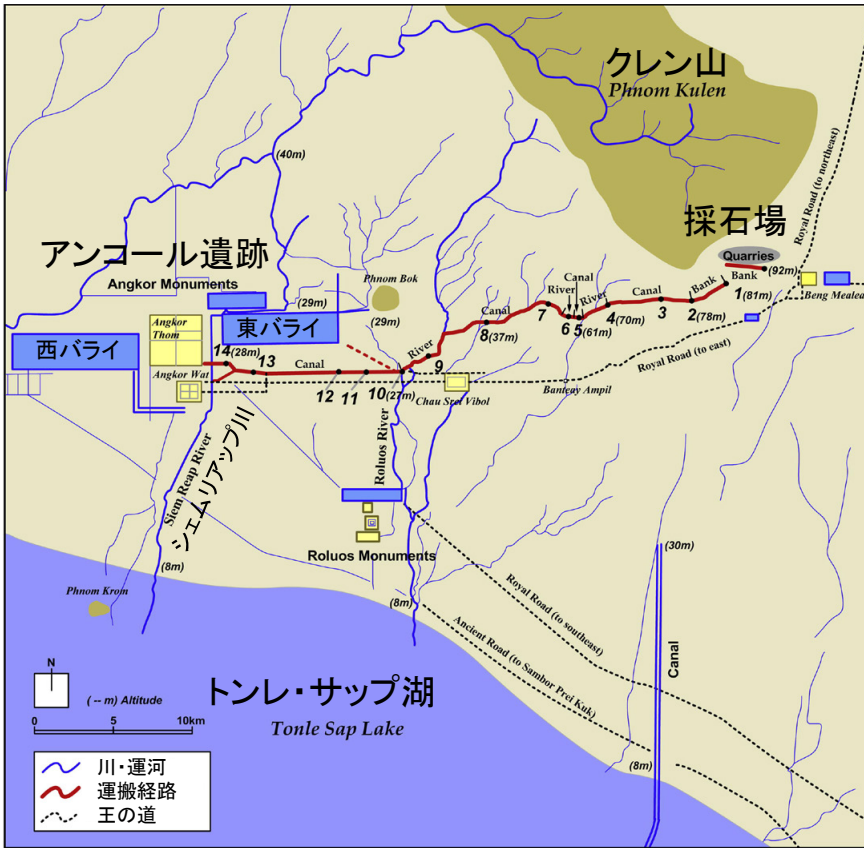 クレン山
Phnom Kulen
(40m)
Royal Road (to northeast)
採石場
アンコール遺跡
Angkor Monuments
Quarries
(92m)
Phnom Bok
(29m)
(29m)
Canal
River
River
Canal
Bank
Bank
Beng Mealea
1(81m)
2(78m)
3
4(70m)
5(61m)
6
7
8(37m)
Canal
Angkor Thom
東バライ
西バライ
14(28m)
13
Canal
River
9
Royal Road (to east)
Angkor Wat
12
11
10(27m)
Chau Srei Vibol
Banteay Ampil
Siem Reap River
シェムリアップ川
Roluos River
Roluos Monuments
(30m)
Royal Road (to southeast)
Ancient Road (to Sambor Prei Kuk)
Canal
(8m)
(8m)
(8m)
Phnom Krom
N
( -- m) Altitude
0 5 10km
トンレ・サップ湖
Tonle Sap Lake
川・運河
運搬経路
王の道